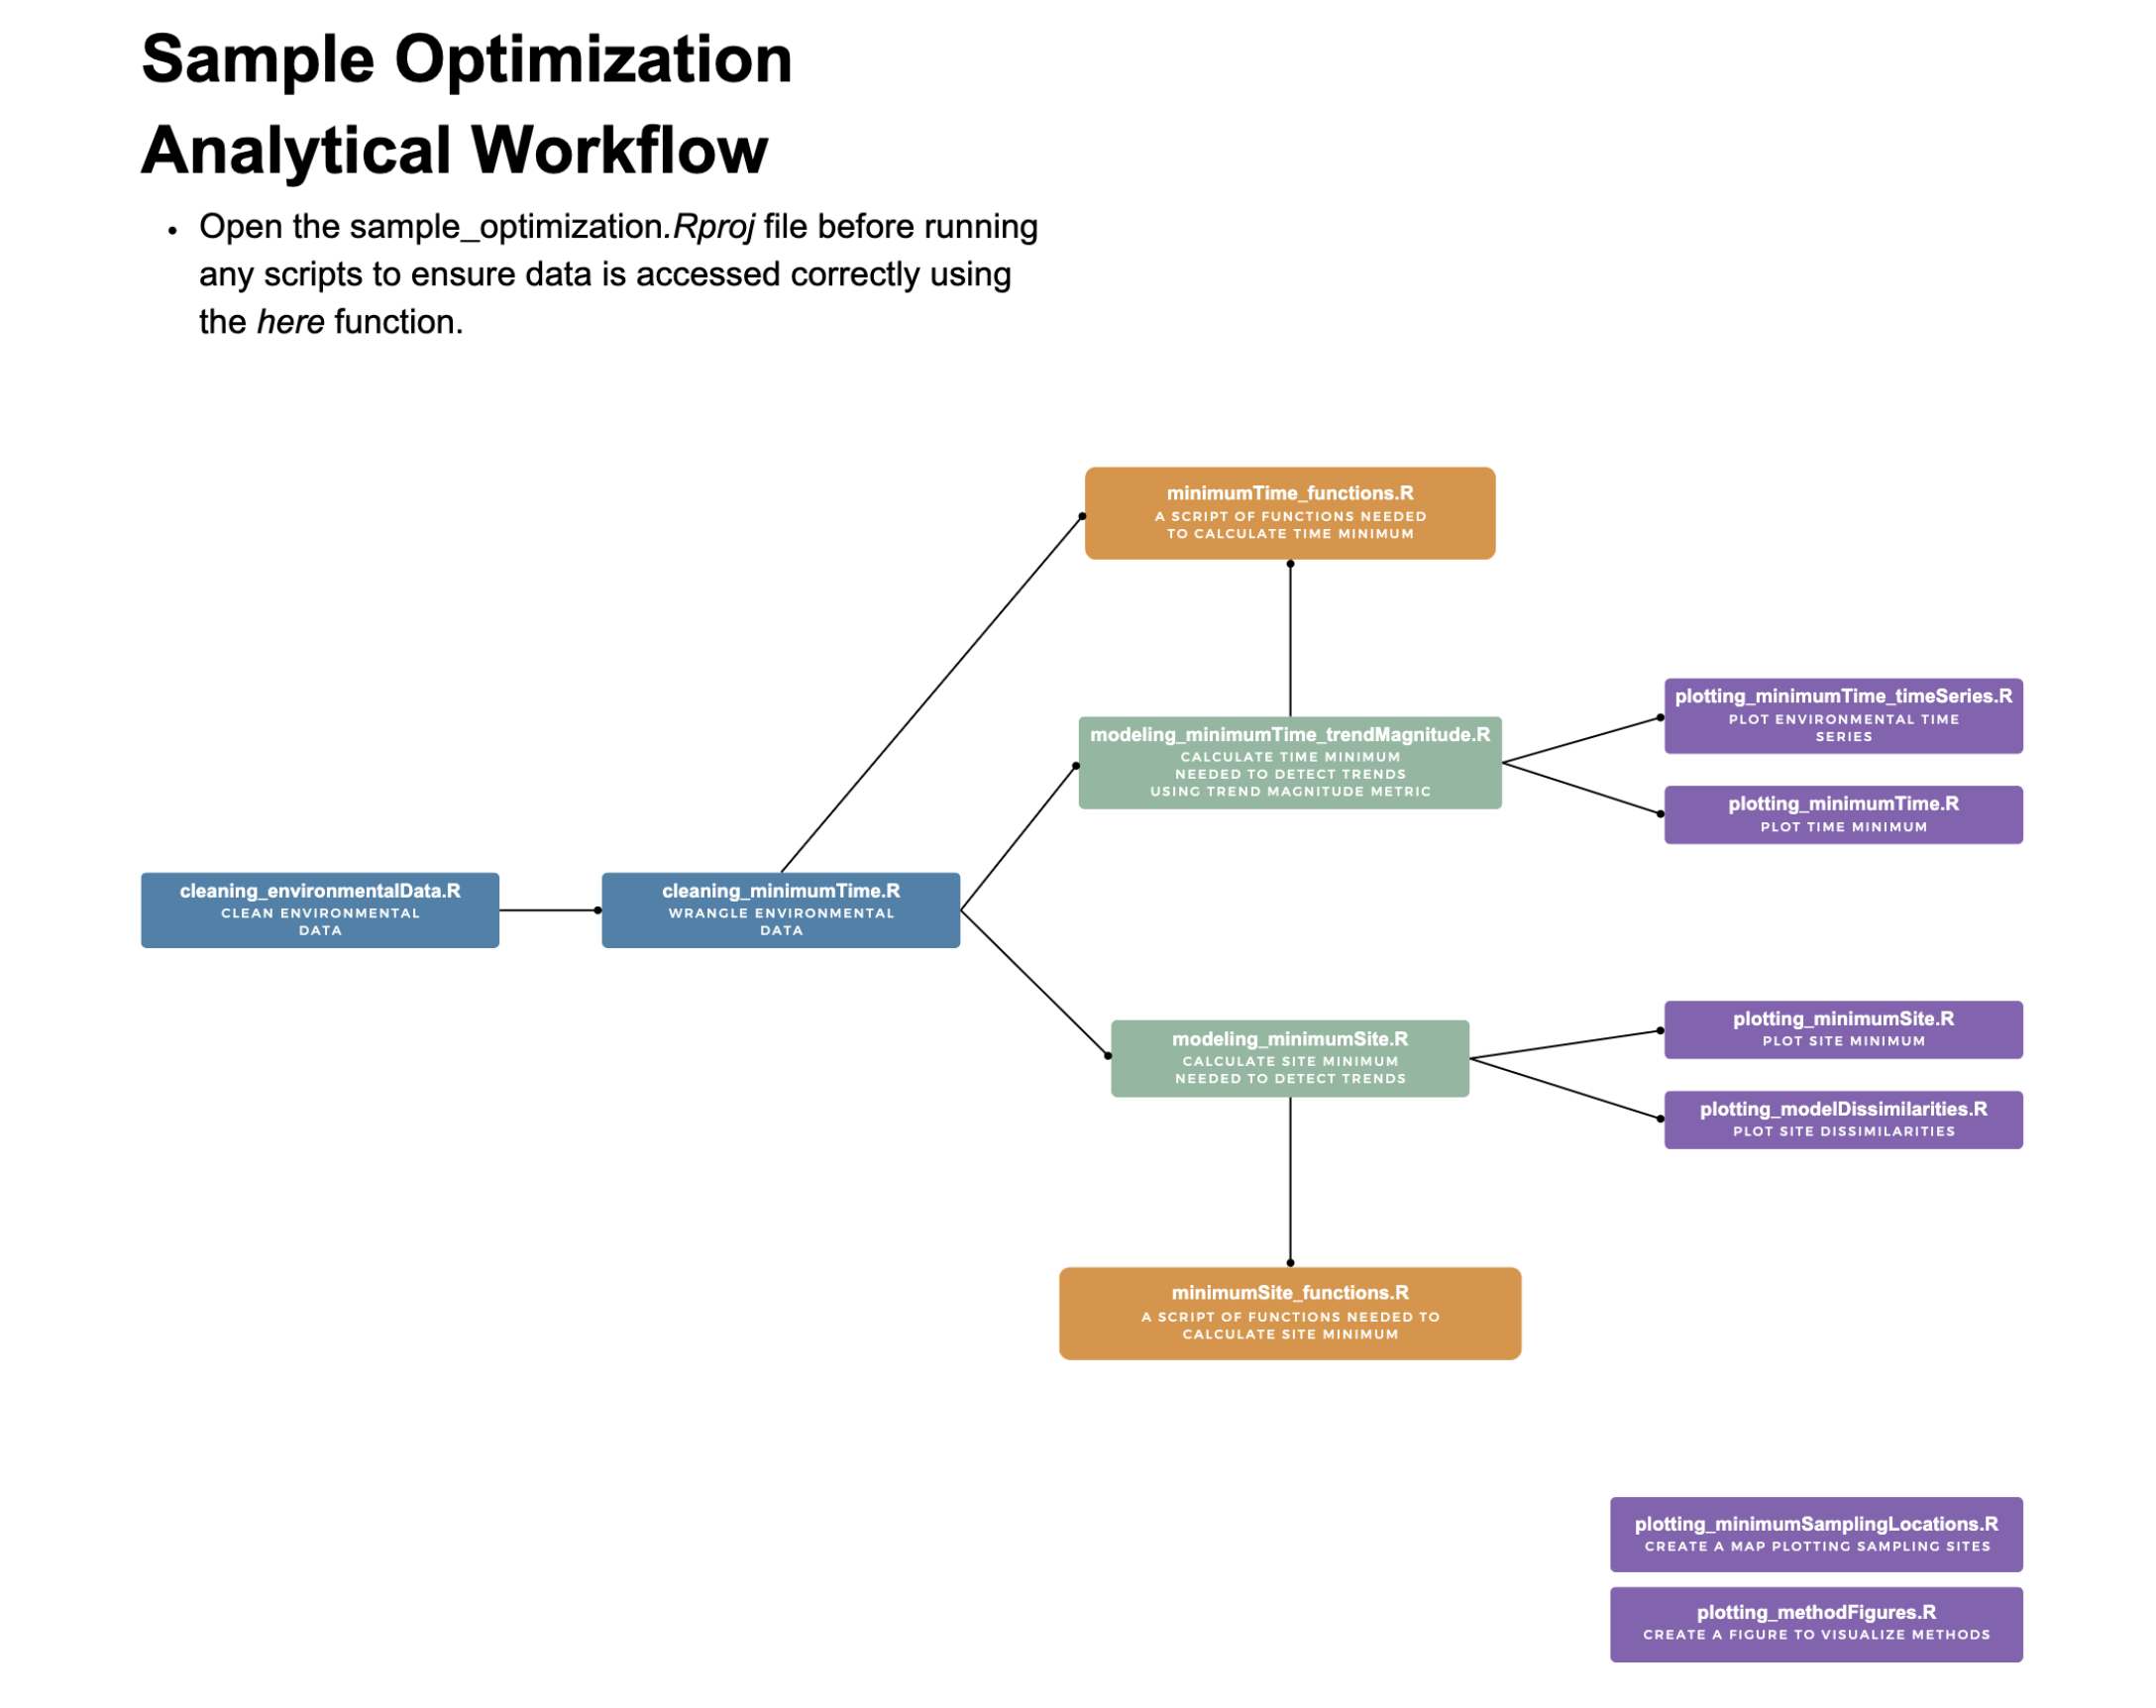 Sample Optimization
Analytical Workflow
• Open the sample_optimization.Rproj file before running
any scripts to ensure data is accessed correctly using
the here function.
minimumTime_functions.R
A SCRIPT OF FUNCTIONS NEEDED
TO CALCULATE TIME MINIMUM
modeling_minimumTime_trendMagnitude.R
CALCULATE TIME MINIMUM
NEEDED TO DETECT TRENDS
USING TREND MAGNITUDE METRIC
plotting_minimumTime_timeSeries.R
PLOT ENVIRONMENTAL TIME
SERIES
plotting_minimumTime.R
PLOT TIME MINIMUM
cleaning_environmentalData.R
CLEAN ENVIRONMENTAL
DATA
cleaning_minimumTime.R
WRANGLE ENVIRONMENTAL
DATA
modeling_minimumSite.R
CALCULATE SITE MINIMUM
NEEDED TO DETECT TRENDS
plotting_minimumSite.R
PLOT SITE MINIMUM
plotting_modelDissimilarities.R
PLOT SITE DISSIMILARITIES
minimumSite_functions.R
A SCRIPT OF FUNCTIONS NEEDED TO
CALCULATE SITE MINIMUM
plotting_minimumSamplingLocations.R
CREATE A MAP PLOTTING SAMPLING SITES
plotting_methodFigures.R
CREATE A FIGURE TO VISUALIZE METHODS